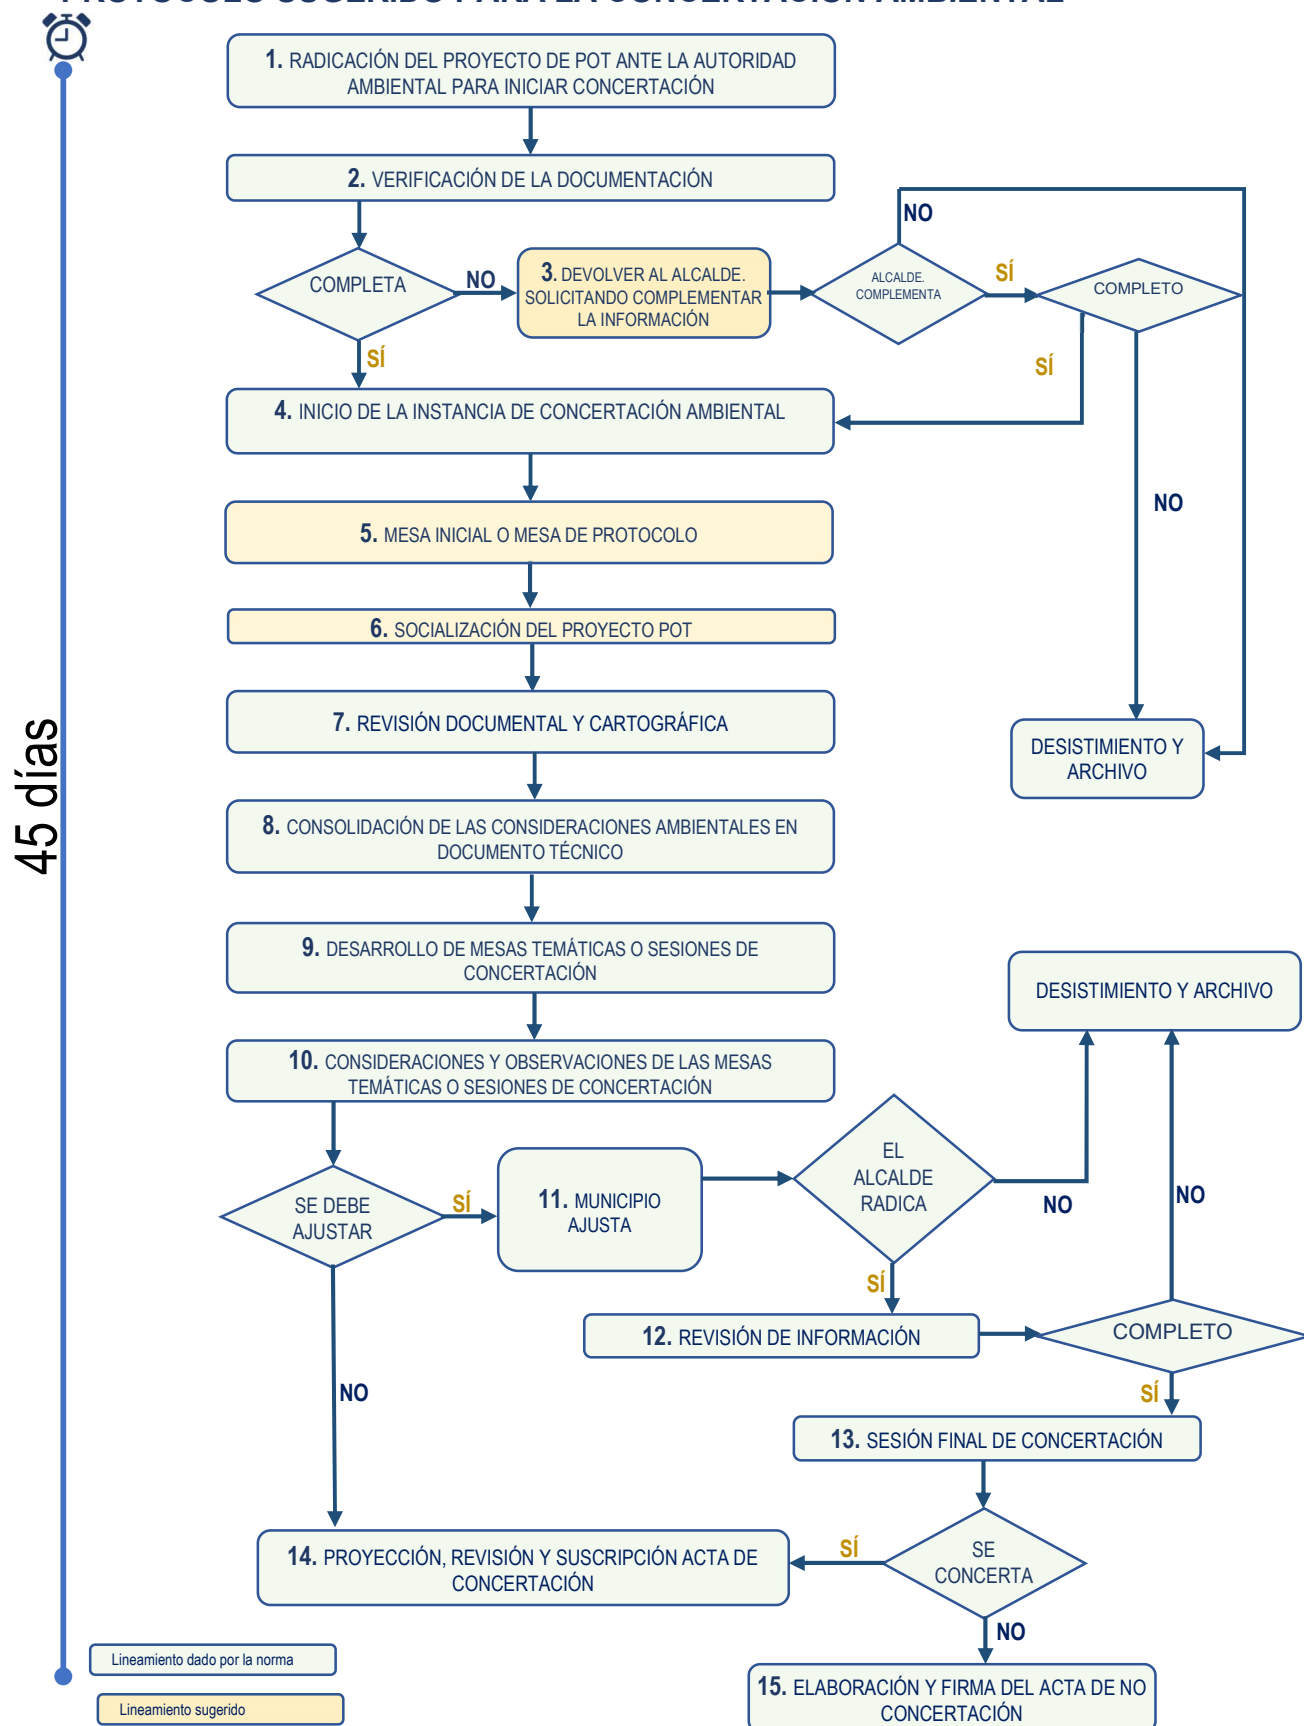 PROTOCOLO SUGERIDO PARA LA CONCERTACIÓN AMBIENTAL
1. RADICACIÓN DEL PROYECTO DE POT ANTE LA AUTORIDAD
AMBIENTAL PARA INICIAR CONCERTACIÓN
2. VERIFICACIÓN DE LA DOCUMENTACIÓN
NO
COMPLETA
NO
3. DEVOLVER AL ALCALDE.
SOLICITANDO COMPLEMENTAR
LA INFORMACIÓN
ALCALDE.
COMPLEMENTA
SÍ
COMPLETO
SÍ
SÍ
4. INICIO DE LA INSTANCIA DE CONCERTACIÓN AMBIENTAL
NO
5. MESA INICIAL O MESA DE PROTOCOLO
6. SOCIALIZACIÓN DEL PROYECTO POT
7. REVISIÓN DOCUMENTAL Y CARTOGRÁFICA
DESISTIMIENTO Y
ARCHIVO
45 días
8. CONSOLIDACIÓN DE LAS CONSIDERACIONES AMBIENTALES EN
DOCUMENTO TÉCNICO
9. DESARROLLO DE MESAS TEMÁTICAS O SESIONES DE
CONCERTACIÓN
DESISTIMIENTO Y ARCHIVO
10. CONSIDERACIONES Y OBSERVACIONES DE LAS MESAS
TEMÁTICAS O SESIONES DE CONCERTACIÓN
SE DEBE
AJUSTAR
SÍ
11. MUNICIPIO
AJUSTA
EL
ALCALDE
RADICA
NO
NO
SÍ
12. REVISIÓN DE INFORMACIÓN
COMPLETO
NO
SÍ
13. SESIÓN FINAL DE CONCERTACIÓN
14. PROYECCIÓN, REVISIÓN Y SUSCRIPCIÓN ACTA DE
CONCERTACIÓN
SÍ
SE
CONCERTA
NO
15. ELABORACIÓN Y FIRMA DEL ACTA DE NO
CONCERTACIÓN
Lineamiento dado por la norma
Lineamiento sugerido